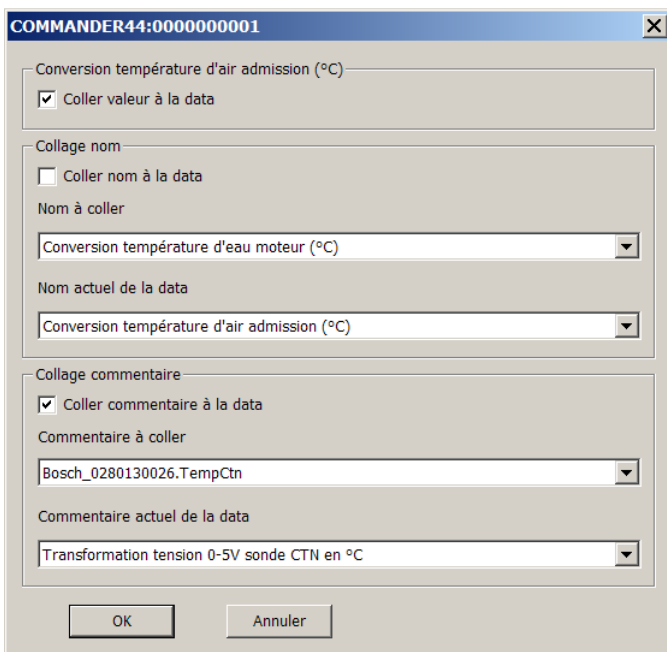 COMMANDER44:0000000001
Conversion température d'air admission (°C)
Coller valeur à la data
Collage nom
Coller nom à la data
Nom à coller
Conversion température d'eau moteur (°C)
Nom actuel de la data
Conversion température d'air admission (°C)
Collage commentaire
Coller commentaire à la data
Commentaire à coller
Bosch_0280130026.TempCtn
Commentaire actuel de la data
Transformation tension 0-5V sonde CTN en °C
OK
Annuler